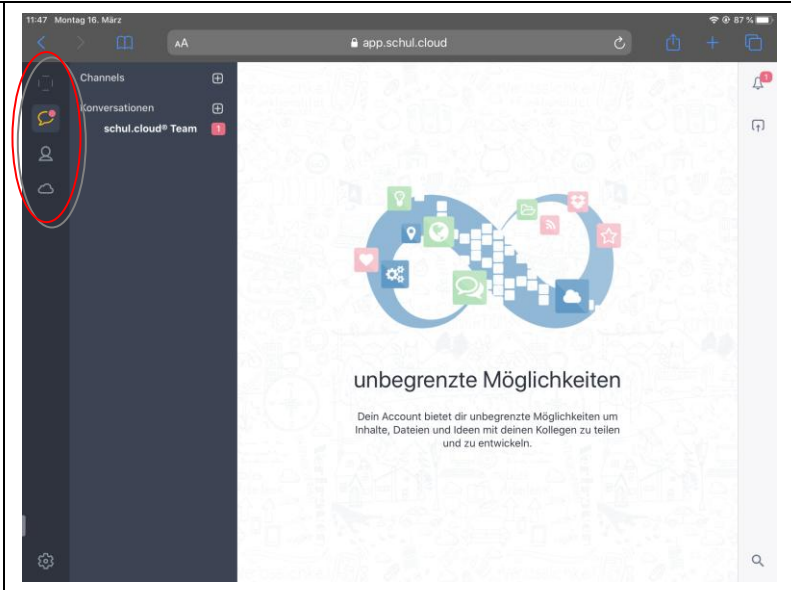 11:47 Montag 16. März
87 %
AA
app.schul.cloud
Channels
1
Konversationen
schul.cloud® Team
1
unbegrenzte Möglichkeiten
Dein Account bietet dir unbegrenzte Möglichkeiten um
Inhalte, Dateien und Ideen mit deinen Kollegen zu teilen
und zu entwickeln.